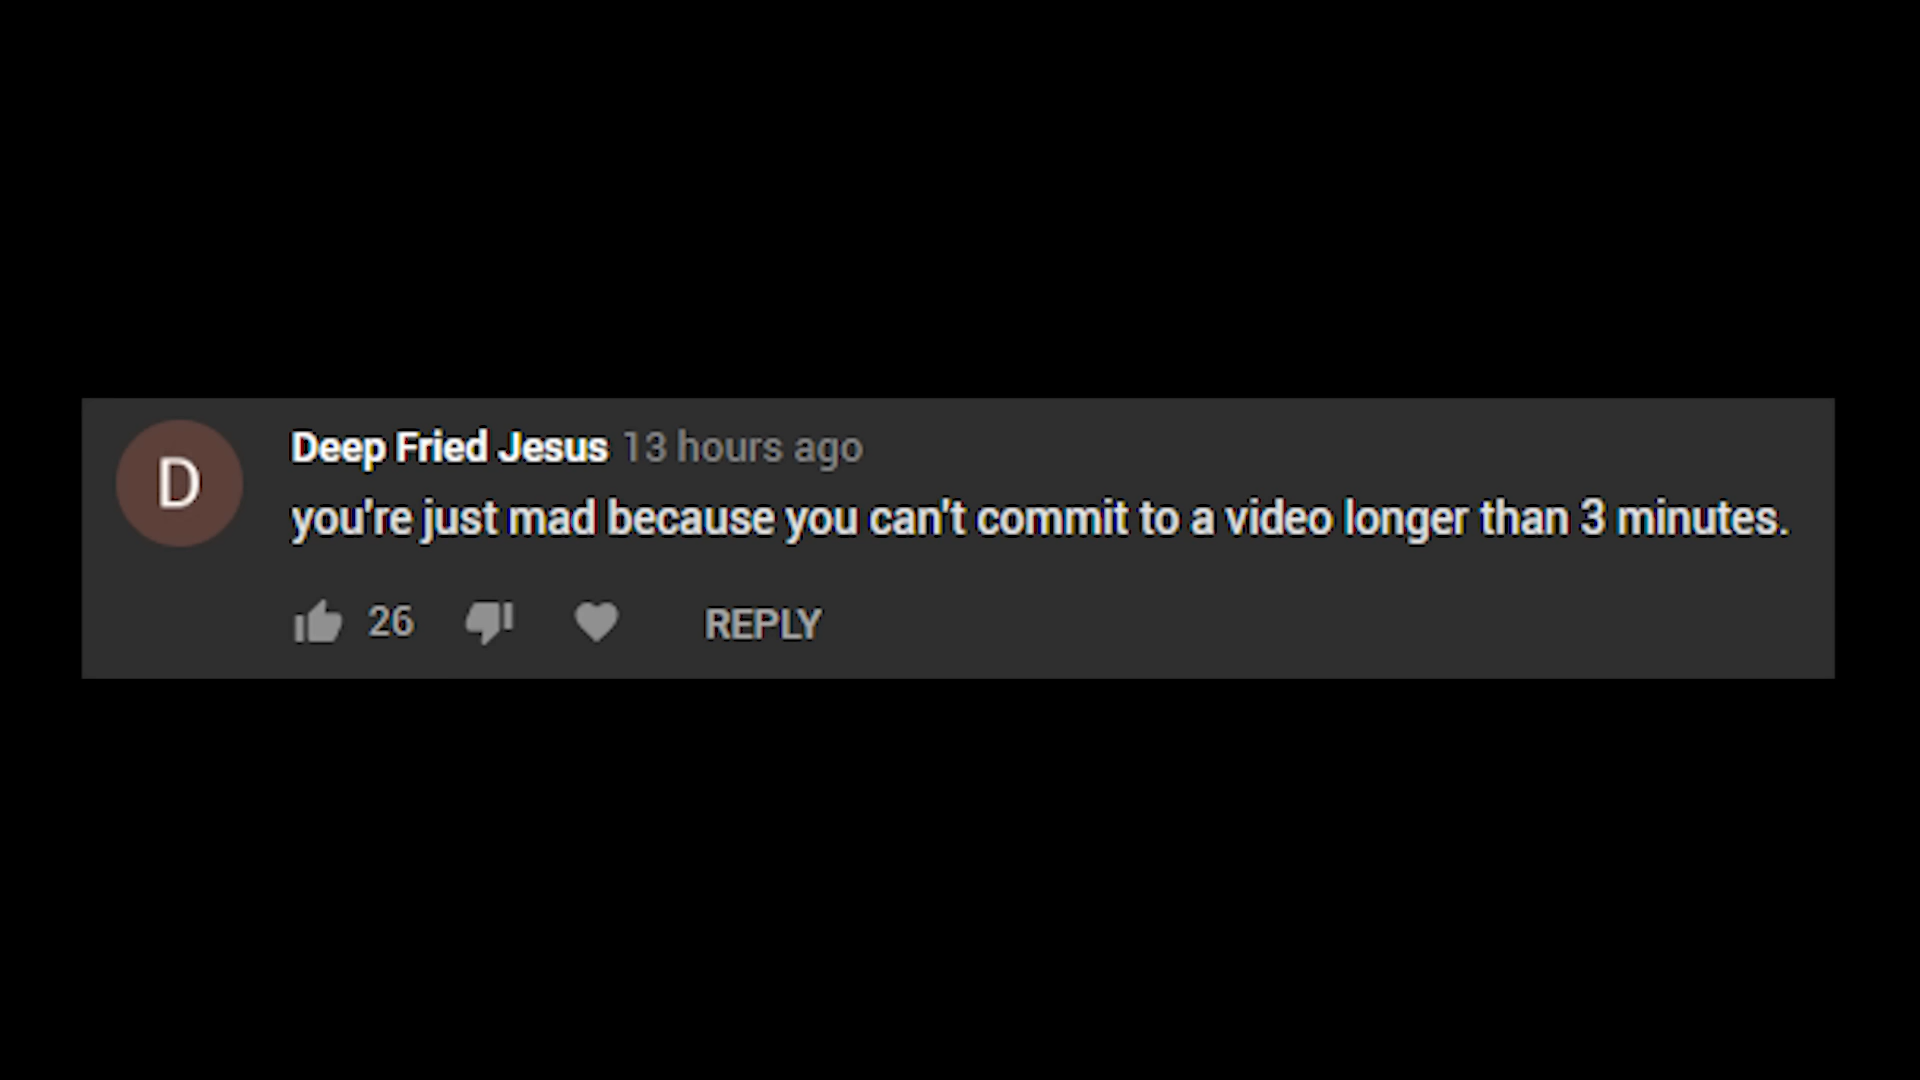 D
Deep Fried Jesus 13 hours ago
you're just mad because you can't commit to a video longer than 3 minutes.
26 REPLY